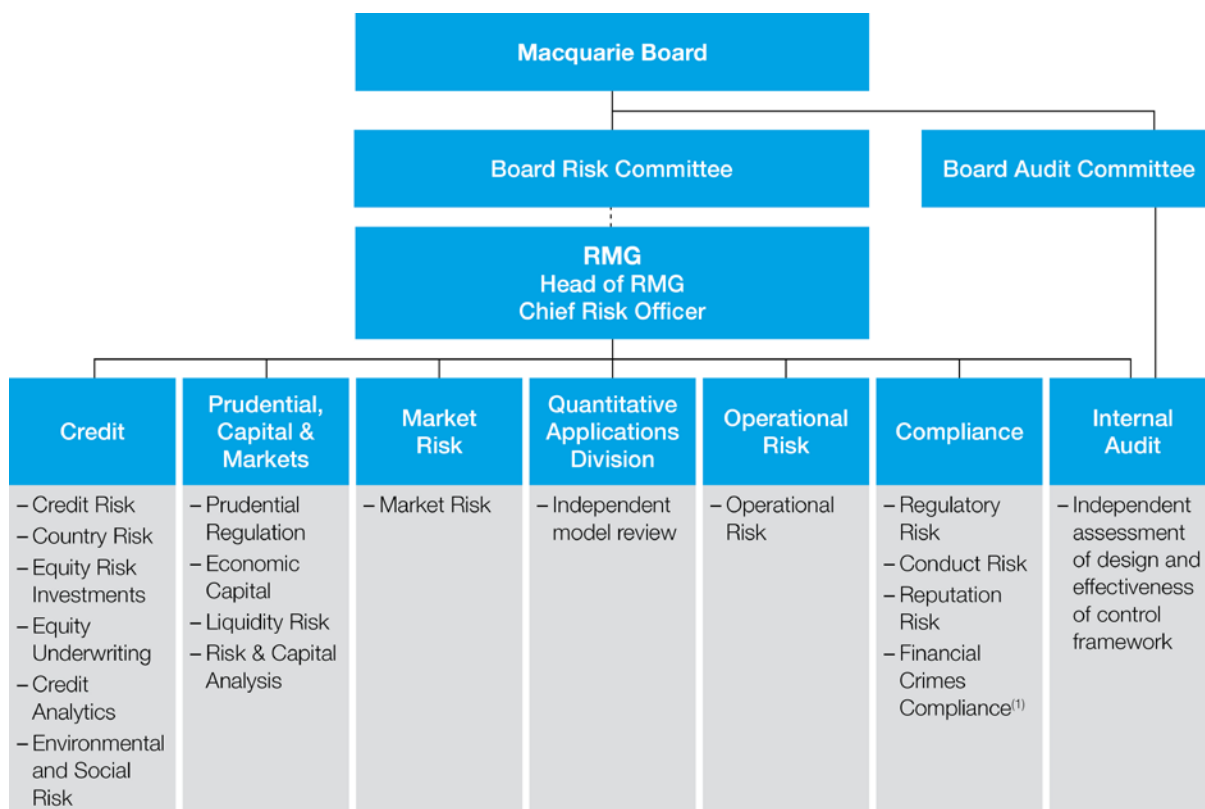 Macquarie Board
Board Risk Committee
Board Audit Committee
RMG
Head of RMG
Chief Risk Officer
Credit
Prudential,
Capital &
Markets
Market
Risk
Quantitative
Applications
Division
Operational
Risk
Compliance
Internal
Audit
– Credit Risk
– Country Risk
– Equity Risk
Investments
– Equity
Underwriting
– Credit
Analytics
– Environmental
and Social
Risk
– Prudential
Regulation
– Economic
Capital
– Liquidity Risk
– Risk & Capital
Analysis
– Market Risk
– Independent
model review
– Operational
Risk
– Regulatory
Risk
– Conduct Risk
– Reputation
Risk
– Financial
Crimes
Compliance(1)
– Independent
assessment
of design and
effectiveness
of control
framework